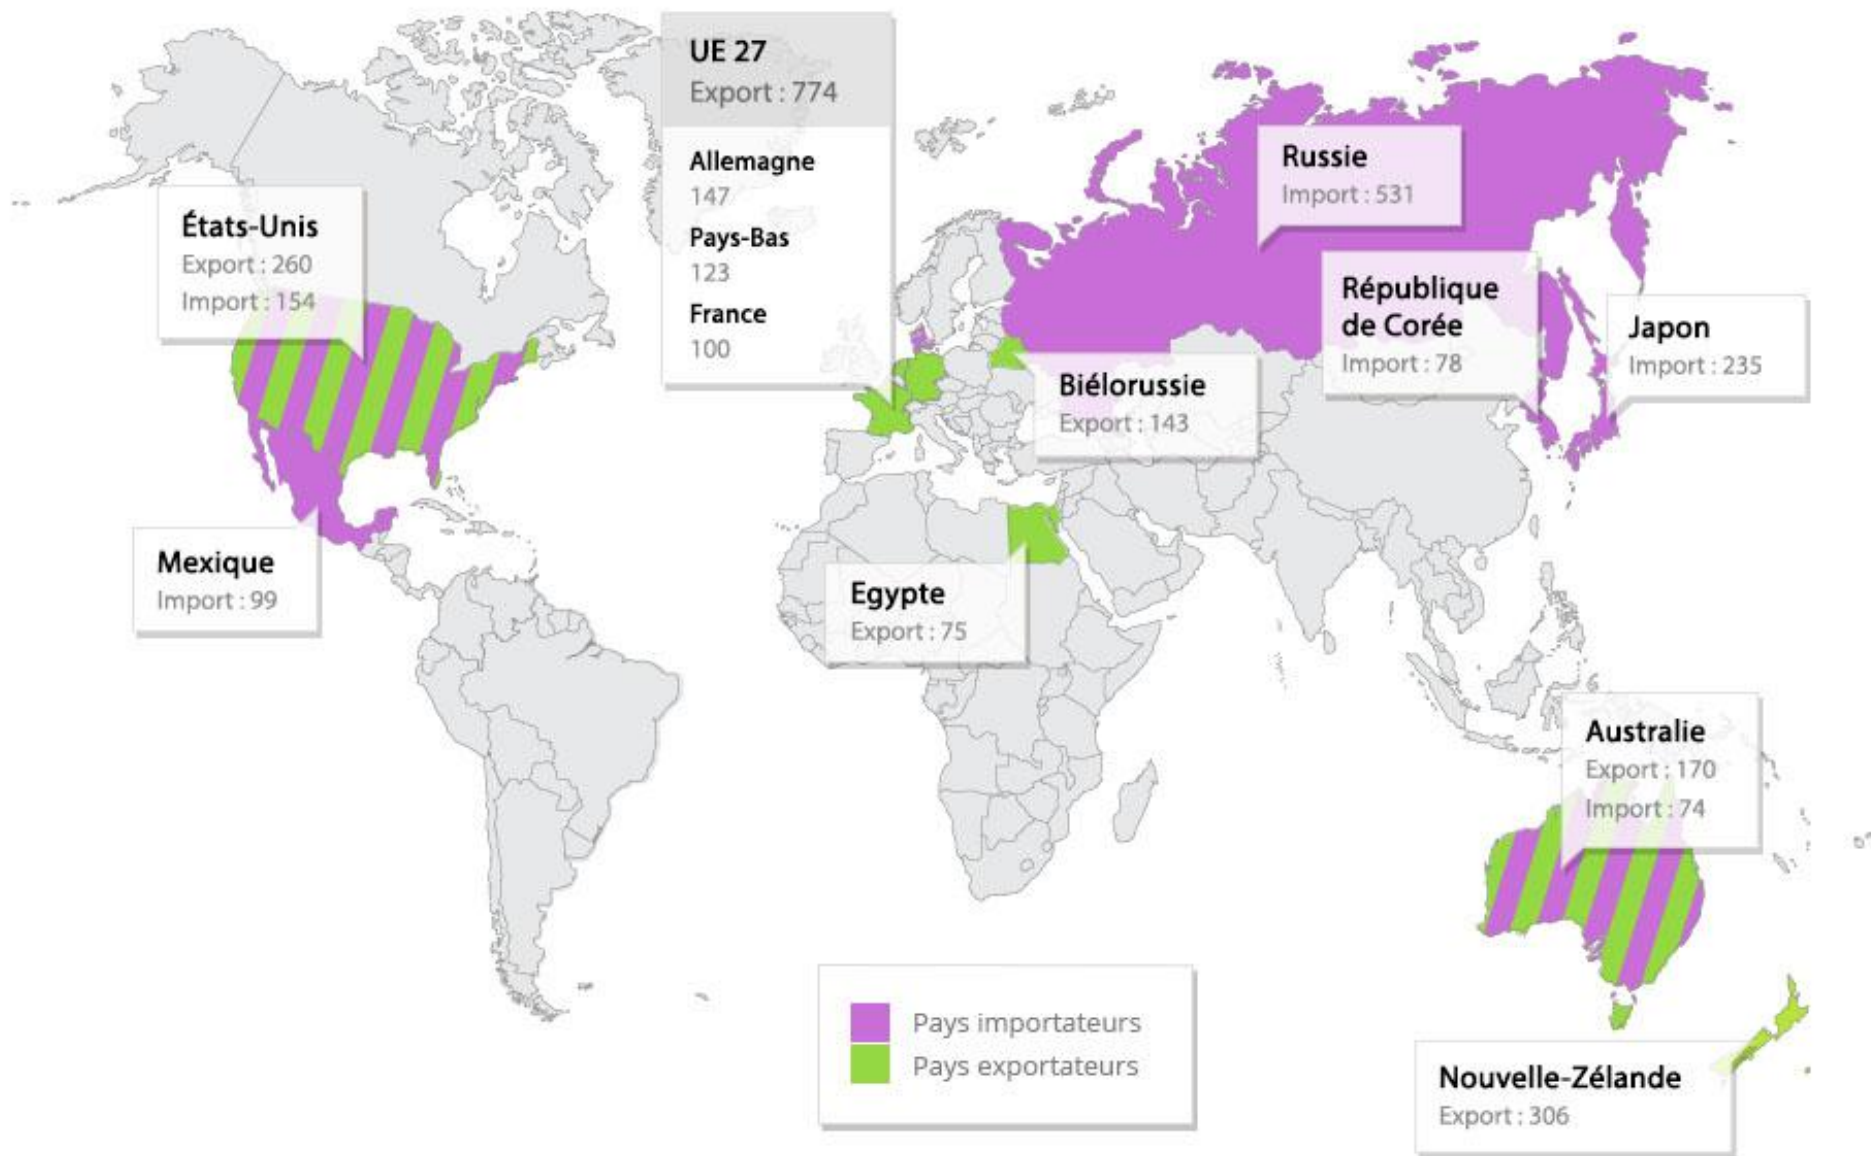 UE 27
Export : 774
Allemagne
147
Pays-Bas
123
France
100
États-Unis
Export : 260
Import : 154
Mexique
Import : 99
Russie
Import : 531
République
de Corée
Import : 78
Japon
Import : 235
Biélorussie
Export : 143
Egypte
Export : 75
Australie
Export : 170
Import : 74
Nouvelle-Zélande
Export : 306
Pays importateurs
Pays exportateurs